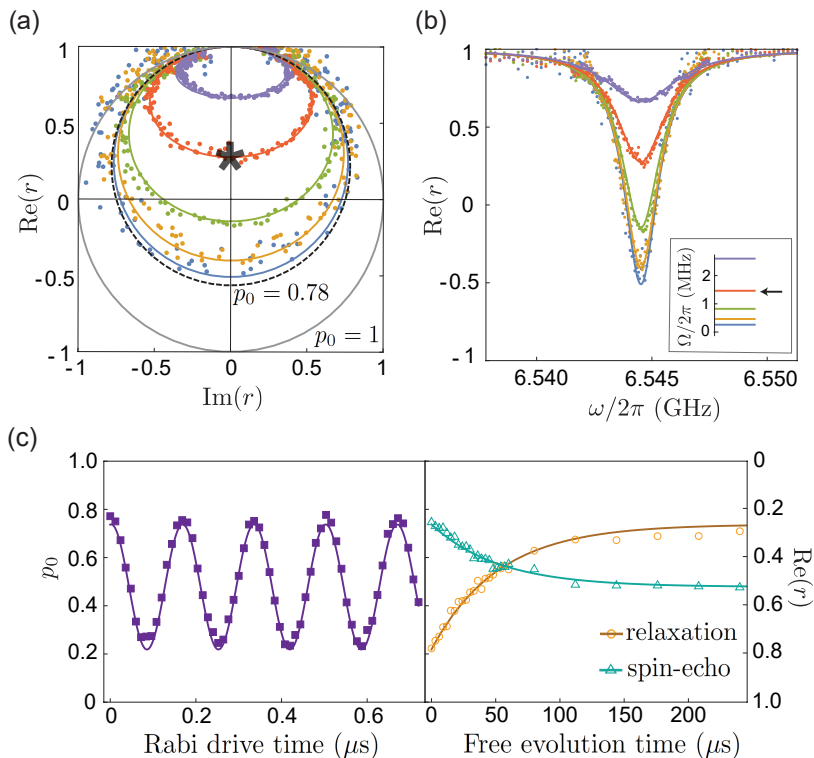 (a)
(b)
1
0.5
0
-0.5
-1
Re(r)
-1
-0.5
0
0.5
1
Im(r)
p₀ = 0.78
p₀ = 1
1
0.5
0
-0.5
-1
Re(r)
6.540
6.545
6.550
ω/2π (GHz)
Ω/2π (MHz)
2
1
0
(c)
1.0
0.8
0.6
0.4
0.2
0
p₀
0
0.2
0.4
0.6
Rabi drive time (μs)
0
0.2
0.4
0.6
0.8
1.0
Re(r)
relaxation
spin-echo
0
50
100
150
200
Free evolution time (μs)